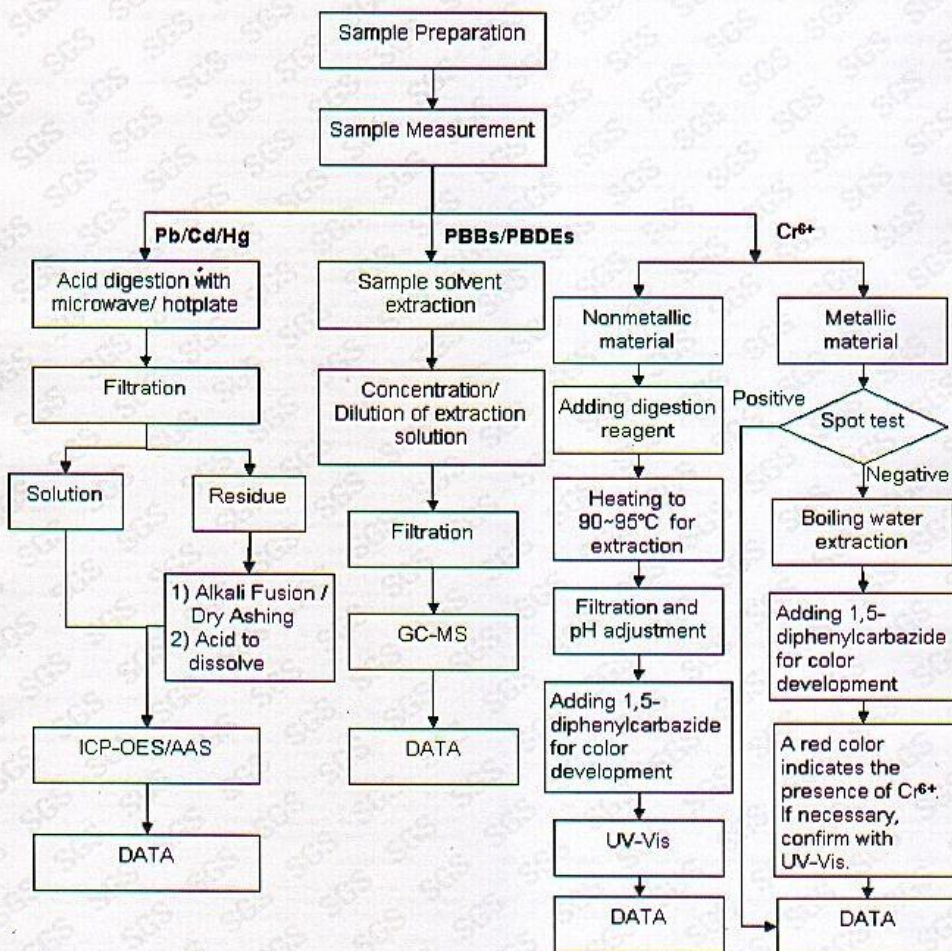 Sample Preparation
Sample Measurement
Pb/Cd/Hg
Acid digestion with
microwave/ hotplate
Filtration
Solution
Residue
1) Alkali Fusion /
Dry Ashing
2) Acid to
dissolve
ICP-OES/AAS
DATA
PBBs/PBDEs
Sample solvent
extraction
Concentration/
Dilution of extraction
solution
Filtration
GC-MS
DATA
Cr⁶⁺
Nonmetallic
material
Adding digestion
reagent
Heating to
90~95°C for
extraction
Filtration and
pH adjustment
Adding 1,5-
diphenylcarbazide
for color
development
UV-Vis
DATA
Metallic
material
Spot test
Positive
Negative
Boiling water
extraction
Adding 1,5-
diphenylcarbazide
for color
development
A red color
indicates the
presence of Cr⁶⁺.
If necessary,
confirm with
UV-Vis.
DATA
SGS